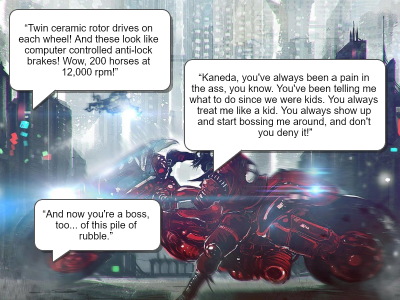 “Twin ceramic rotor drives on
each wheel! And these look like
computer controlled anti-lock
brakes! Wow, 200 horses at
12,000 rpm!”
“Kaneda, you've always been a pain in
the ass, you know. You've been telling me
what to do since we were kids. You always
treat me like a kid. You always show up
and start bossing me around, and don't
you deny it!”
“And now you're a boss,
too... of this pile of
rubble.”